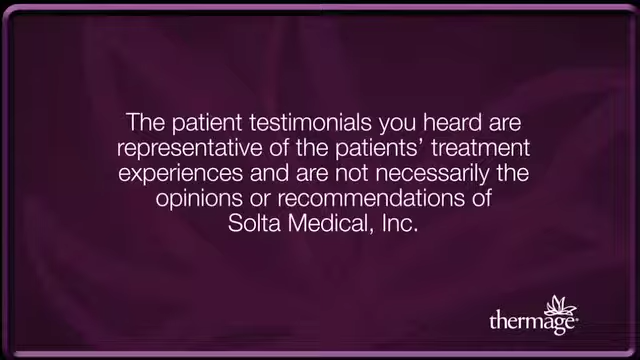 The patient testimonials you heard are
representative of the patients’ treatment
experiences and are not necessarily the
opinions or recommendations of
Solta Medical, Inc.
thermage®